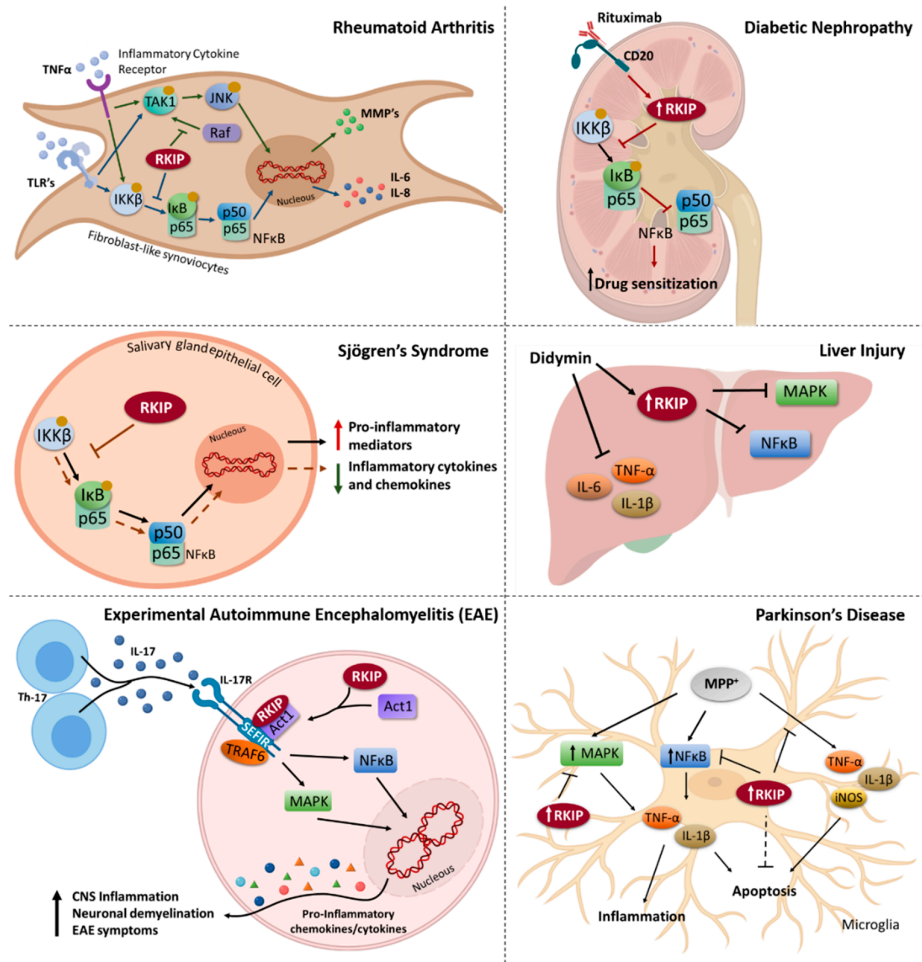 Rheumatoid Arthritis
TNFα
Inflammatory Cytokine
Receptor
TAK1
JNK
Raf
RKIP
TLR's
IKKβ
IκB
p65
p50
p65
NFκB
Nucleous
MMP's
IL-6
IL-8
Fibroblast-like synoviocytes
Diabetic Nephropathy
Rituximab
CD20
RKIP
IKKβ
IκB
p65
p50
p65
NFκB
Drug sensitization
Sjögren's Syndrome
Salivary gland epithelial cell
RKIP
IKKβ
IκB
p65
p50
p65
NFκB
Nucleous
Pro-inflammatory
mediators
Inflammatory cytokines
and chemokines
Liver Injury
Didymin
RKIP
MAPK
NFκB
TNF-α
IL-6
IL-1β
Experimental Autoimmune Encephalomyelitis (EAE)
IL-17
Th-17
IL-17R
RKIP
Act1
SEFIR
TRAF6
RKIP
Act1
NFκB
MAPK
Nucleous
CNS Inflammation
Neuronal demyelination
EAE symptoms
Pro-Inflammatory
chemokines/cytokines
Parkinson's Disease
MPP⁺
MAPK
NFκB
RKIP
RKIP
TNF-α
IL-1β
iNOS
TNF-α
IL-1β
Inflammation
Apoptosis
Microglia